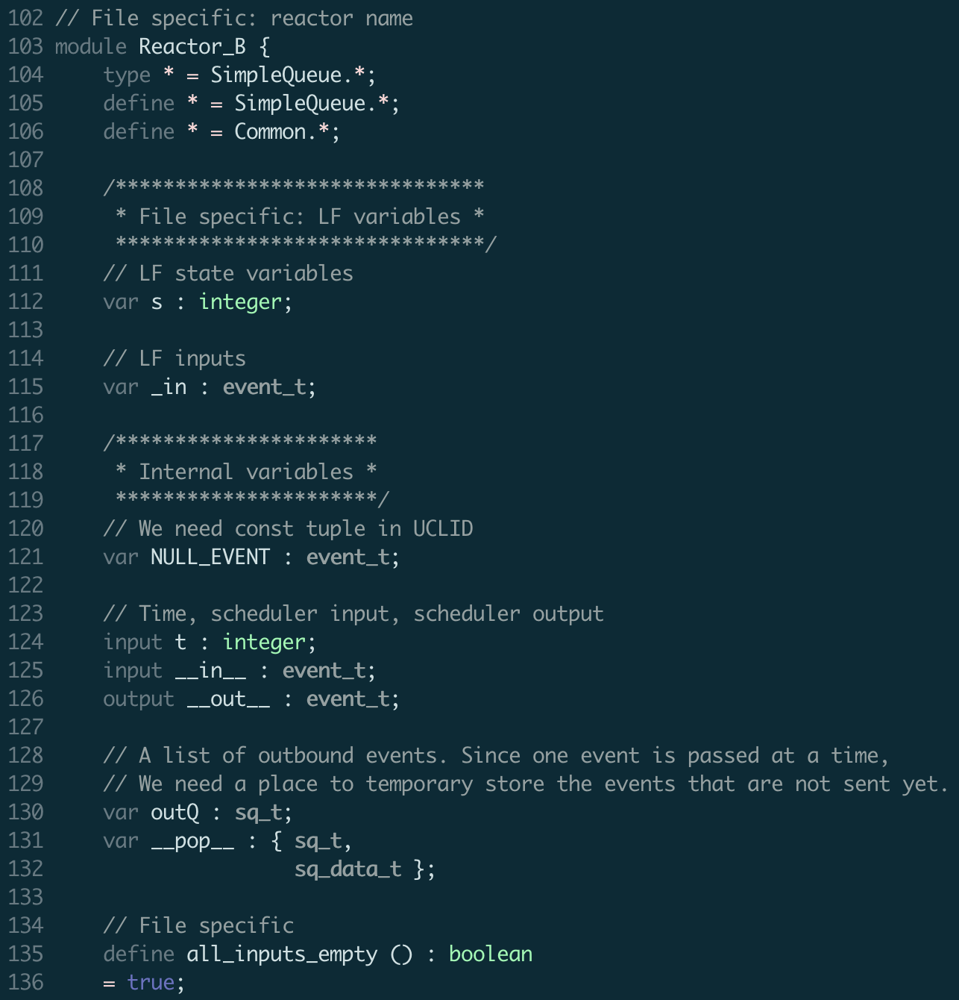 102 // File specific: reactor name
103 module Reactor_B {
104     type * = SimpleQueue.*;
105     define * = SimpleQueue.*;
106     define * = Common.*;
107
108     /*******************************
109      * File specific: LF variables *
110      *******************************/
111     // LF state variables
112     var s : integer;
113
114     // LF inputs
115     var _in : event_t;
116
117     /**********************
118      * Internal variables *
119      **********************/
120     // We need const tuple in UCLID
121     var NULL_EVENT : event_t;
122
123     // Time, scheduler input, scheduler output
124     input t : integer;
125     input __in__ : event_t;
126     output __out__ : event_t;
127
128     // A list of outbound events. Since one event is passed at a time,
129     // We need a place to temporary store the events that are not sent yet.
130     var outQ : sq_t;
131     var __pop__ : { sq_t,
132                     sq_data_t };
133
134     // File specific
135     define all_inputs_empty () : boolean
136     = true;